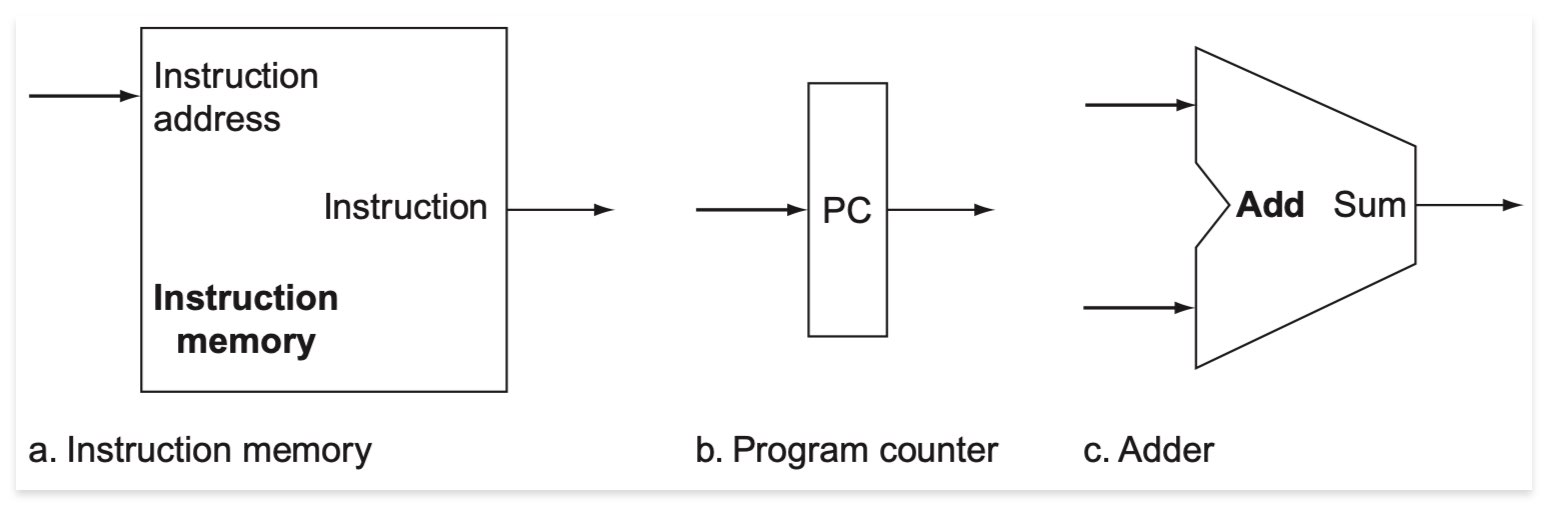 Instruction
address
Instruction
Instruction
memory
a. Instruction memory
PC
b. Program counter
Add Sum
c. Adder